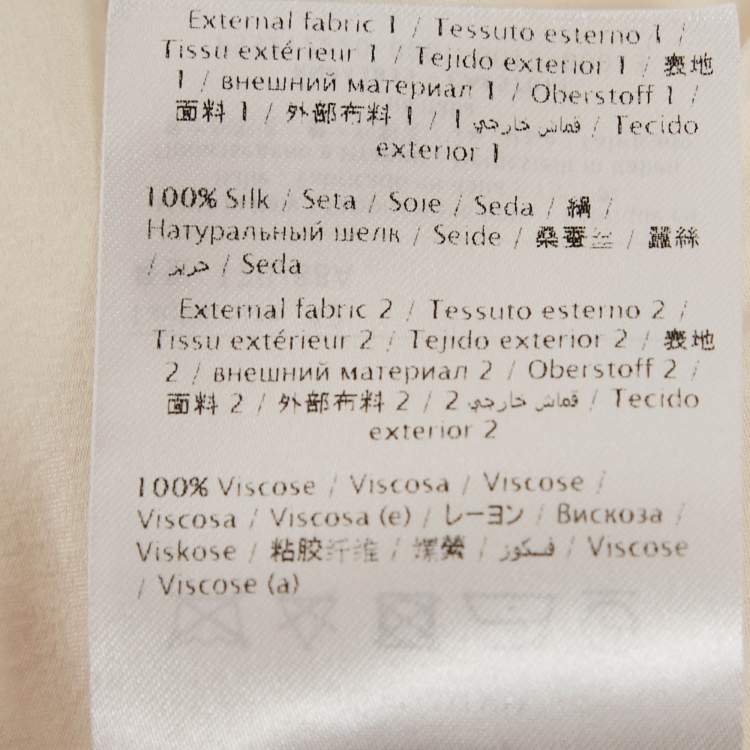 External fabric 1 / Tessuto esterno 1 /
Tissu extérieur 1 / Tejido exterior 1 / 表地
1 / внешний материал 1 / Oberstoff 1 /
面料 1 / 外部布料 1 / قماش خارجي 1 / Tecido
exterior 1
100% Silk / Seta / Soie / Seda / 絹 /
Натуральный шелк / Seide / 桑蚕丝 / 蠶絲
/ حرير / Seda
External fabric 2 / Tessuto esterno 2 /
Tissu extérieur 2 / Tejido exterior 2 / 表地
2 / внешний материал 2 / Oberstoff 2 /
面料 2 / 外部布料 2 / قماش خارجي 2 / Tecido
exterior 2
100% Viscose / Viscosa / Viscose /
Viscosa / Viscosa (e) / レーヨン / Вискоза /
Viskose / 粘胶纤维 / 嫘縈 / فسكوز / Viscose
/ Viscose (a)